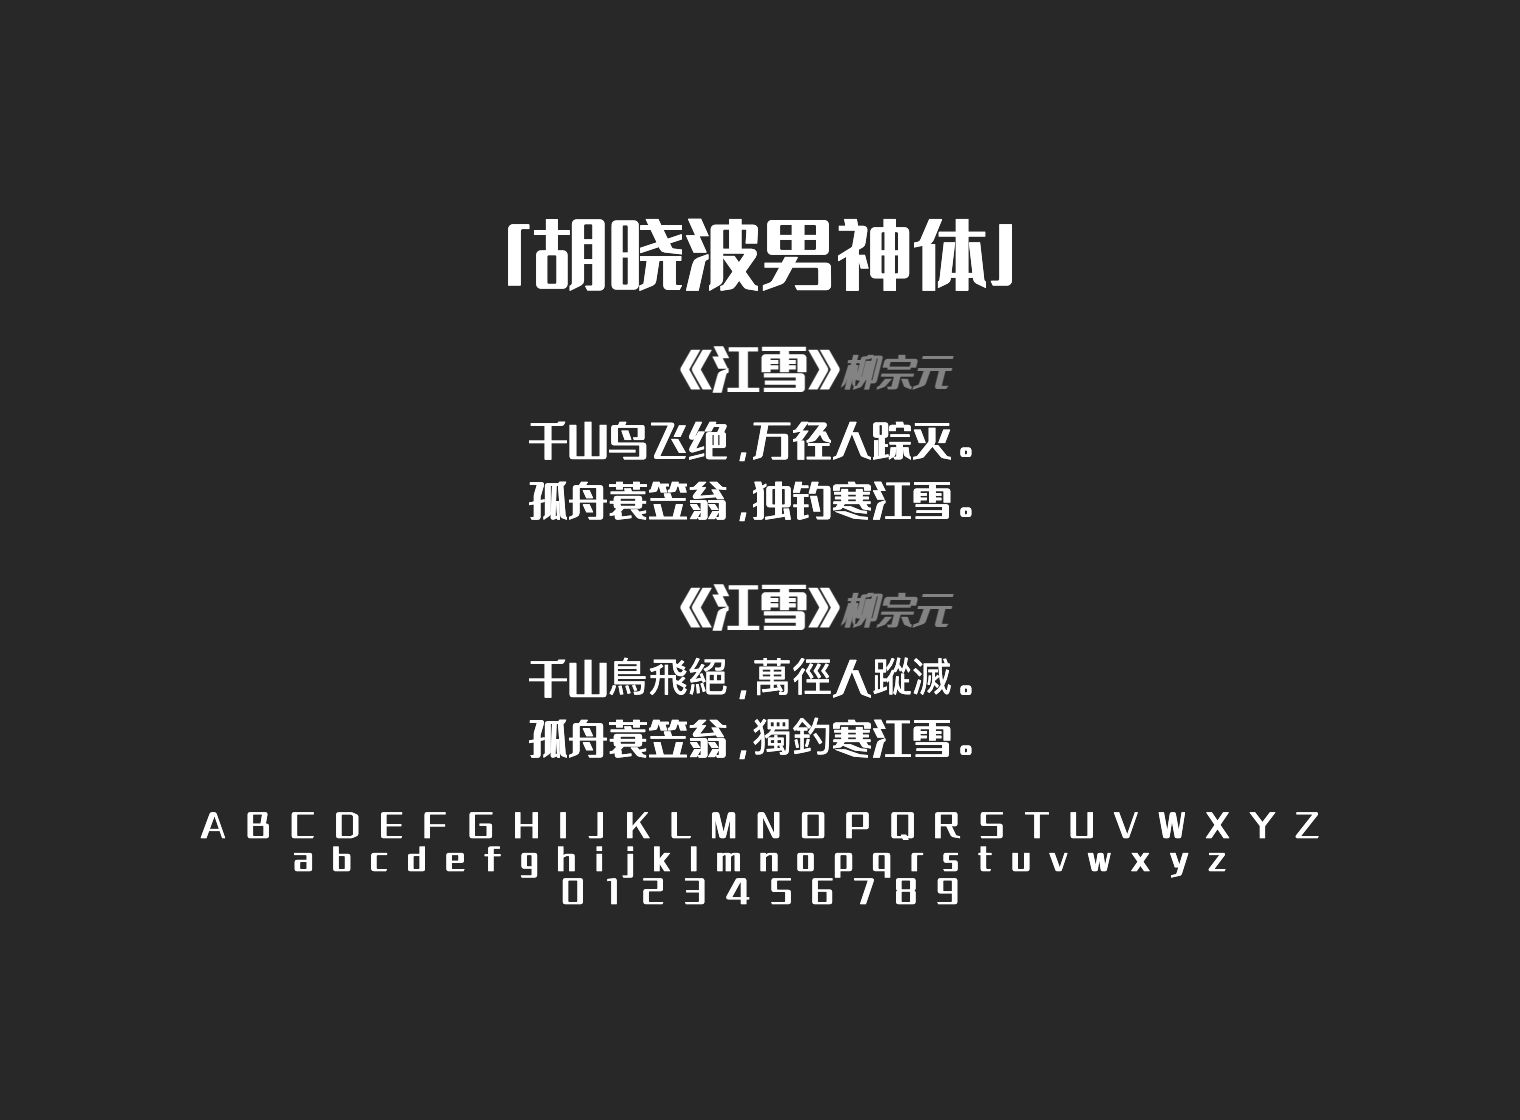 「胡晓波男神体」
《江雪》柳宗元
千山鸟飞绝,万径人踪灭。
孤舟蓑笠翁,独钓寒江雪。
《江雪》柳宗元
千山鳥飛絕,萬徑人蹤滅。
孤舟蓑笠翁,獨釣寒江雪。
A B C D E F G H I J K L M N O P Q R S T U V W X Y Z
a b c d e f g h i j k l m n o p q r s t u v w x y z
0 1 2 3 4 5 6 7 8 9